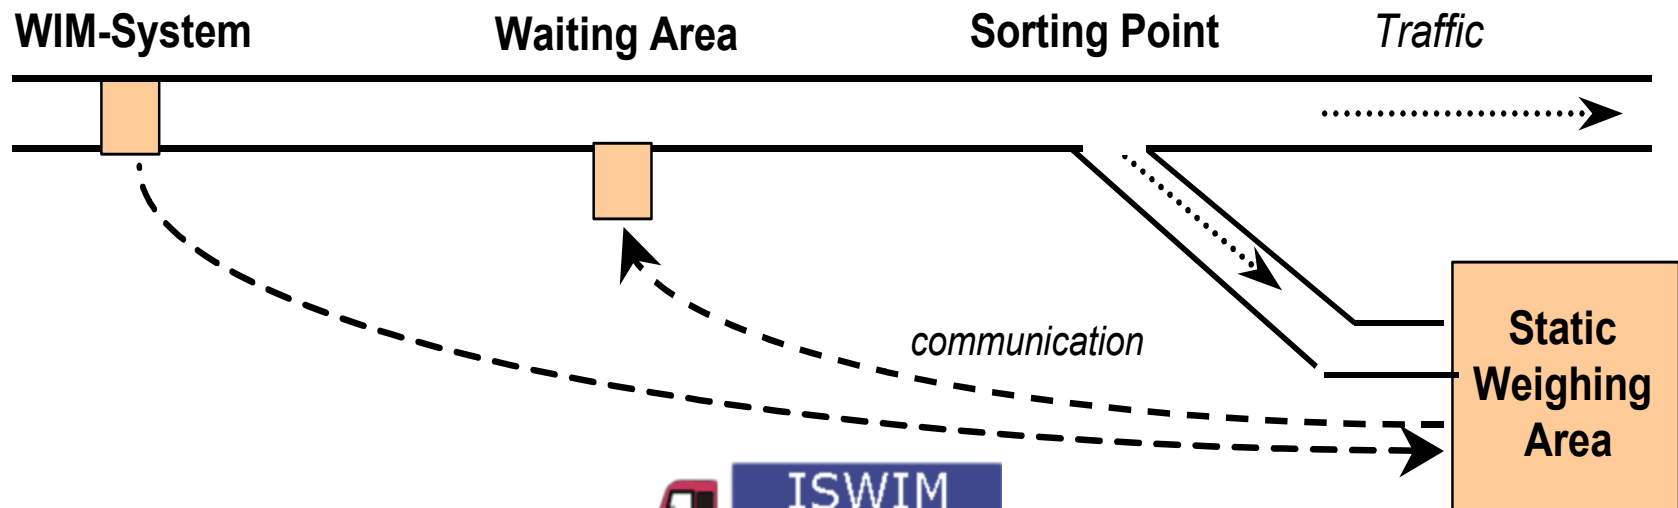 WIM-System
Waiting Area
Sorting Point
Traffic
communication
Static
Weighing
Area
ISWIM